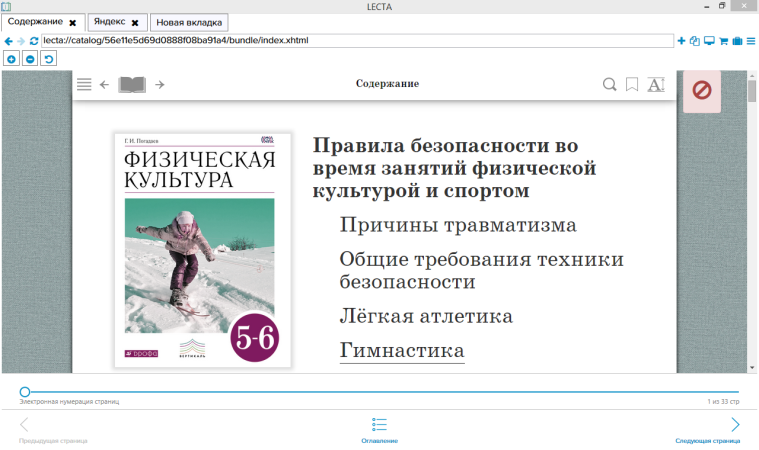 LECTA
Содержание
Яндекс
Новая вкладка
lecta://catalog/56e11e5d69d0888f08ba91a4/bundle/index.xhtml
Содержание
Г. И. Погадаев
ФИЗИЧЕСКАЯ
КУЛЬТУРА
5-6
ДРОФА
ВЕРТИКАЛЬ
Правила безопасности во
время занятий физической
культурой и спортом
Причины травматизма
Общие требования техники
безопасности
Лёгкая атлетика
Гимнастика
Электронная нумерация страниц
1 из 33 стр
Предыдущая страница
Оглавление
Следующая страница